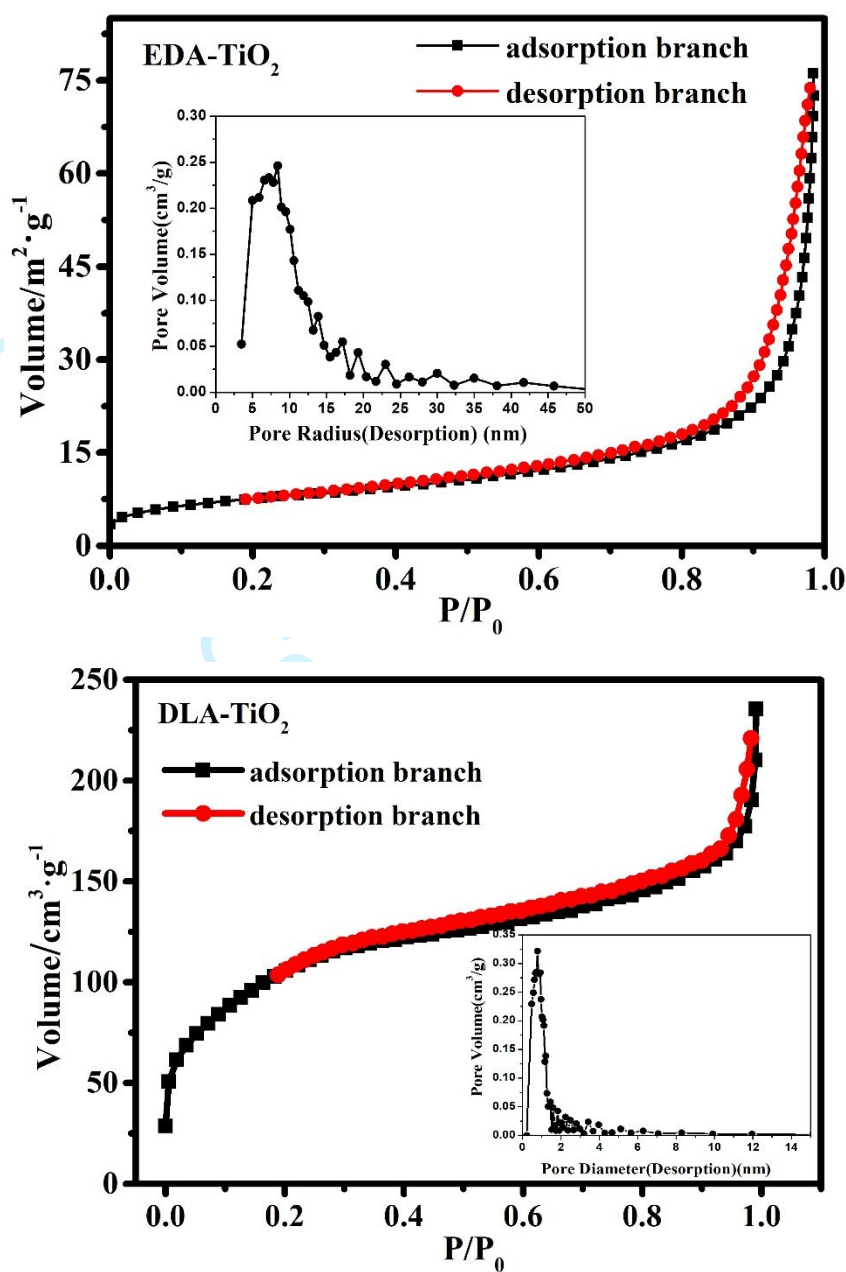 EDA-TiO₂
adsorption branch
desorption branch
Volume/m²·g⁻¹
75
60
45
30
15
0
0.0 0.2 0.4 0.6 0.8 1.0
P/P₀
Pore Volume(cm³/g)
0.30
0.25
0.20
0.15
0.10
0.05
0.00
0 5 10 15 20 25 30 35 40 45 50
Pore Radius(Desorption) (nm)
DLA-TiO₂
adsorption branch
desorption branch
Volume/cm³·g⁻¹
250
200
150
100
50
0
0.0 0.2 0.4 0.6 0.8 1.0
P/P₀
Pore Volume(cm³/g)
0.35
0.30
0.25
0.20
0.15
0.10
0.05
0.00
0 2 4 6 8 10 12 14
Pore Diameter(Desorption)(nm)